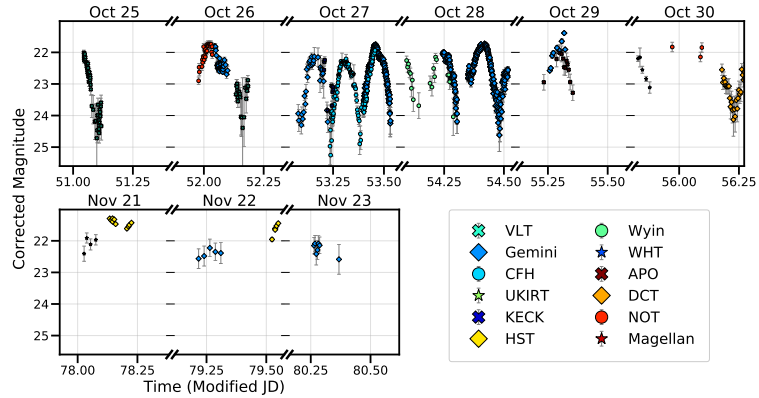 Oct 25 Oct 26 Oct 27 Oct 28 Oct 29 Oct 30
22
23
24
25
51.00 51.25 52.00 52.25 53.25 53.50 54.25 54.50 55.25 55.50 56.00 56.25
Corrected Magnitude
Nov 21 Nov 22 Nov 23
22
23
24
25
78.00 78.25 79.25 79.50 80.25 80.50
Time (Modified JD)
VLT Wyin
Gemini WHT
CFH APO
UKIRT DCT
KECK NOT
HST Magellan